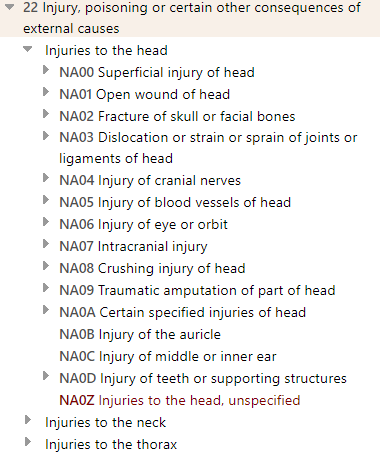 22 Injury, poisoning or certain other consequences of
external causes
Injuries to the head
NA00 Superficial injury of head
NA01 Open wound of head
NA02 Fracture of skull or facial bones
NA03 Dislocation or strain or sprain of joints or
ligaments of head
NA04 Injury of cranial nerves
NA05 Injury of blood vessels of head
NA06 Injury of eye or orbit
NA07 Intracranial injury
NA08 Crushing injury of head
NA09 Traumatic amputation of part of head
NA0A Certain specified injuries of head
NA0B Injury of the auricle
NA0C Injury of middle or inner ear
NA0D Injury of teeth or supporting structures
NA0Z Injuries to the head, unspecified
Injuries to the neck
Injuries to the thorax